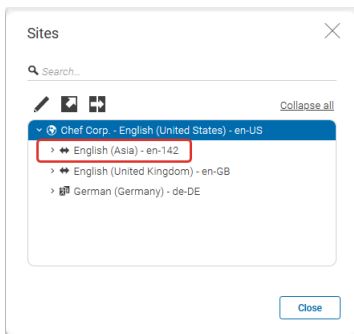 Sites
Search...
Collapse all
Chef Corp. - English (United States) - en-US
English (Asia) - en-142
English (United Kingdom) - en-GB
German (Germany) - de-DE
Close